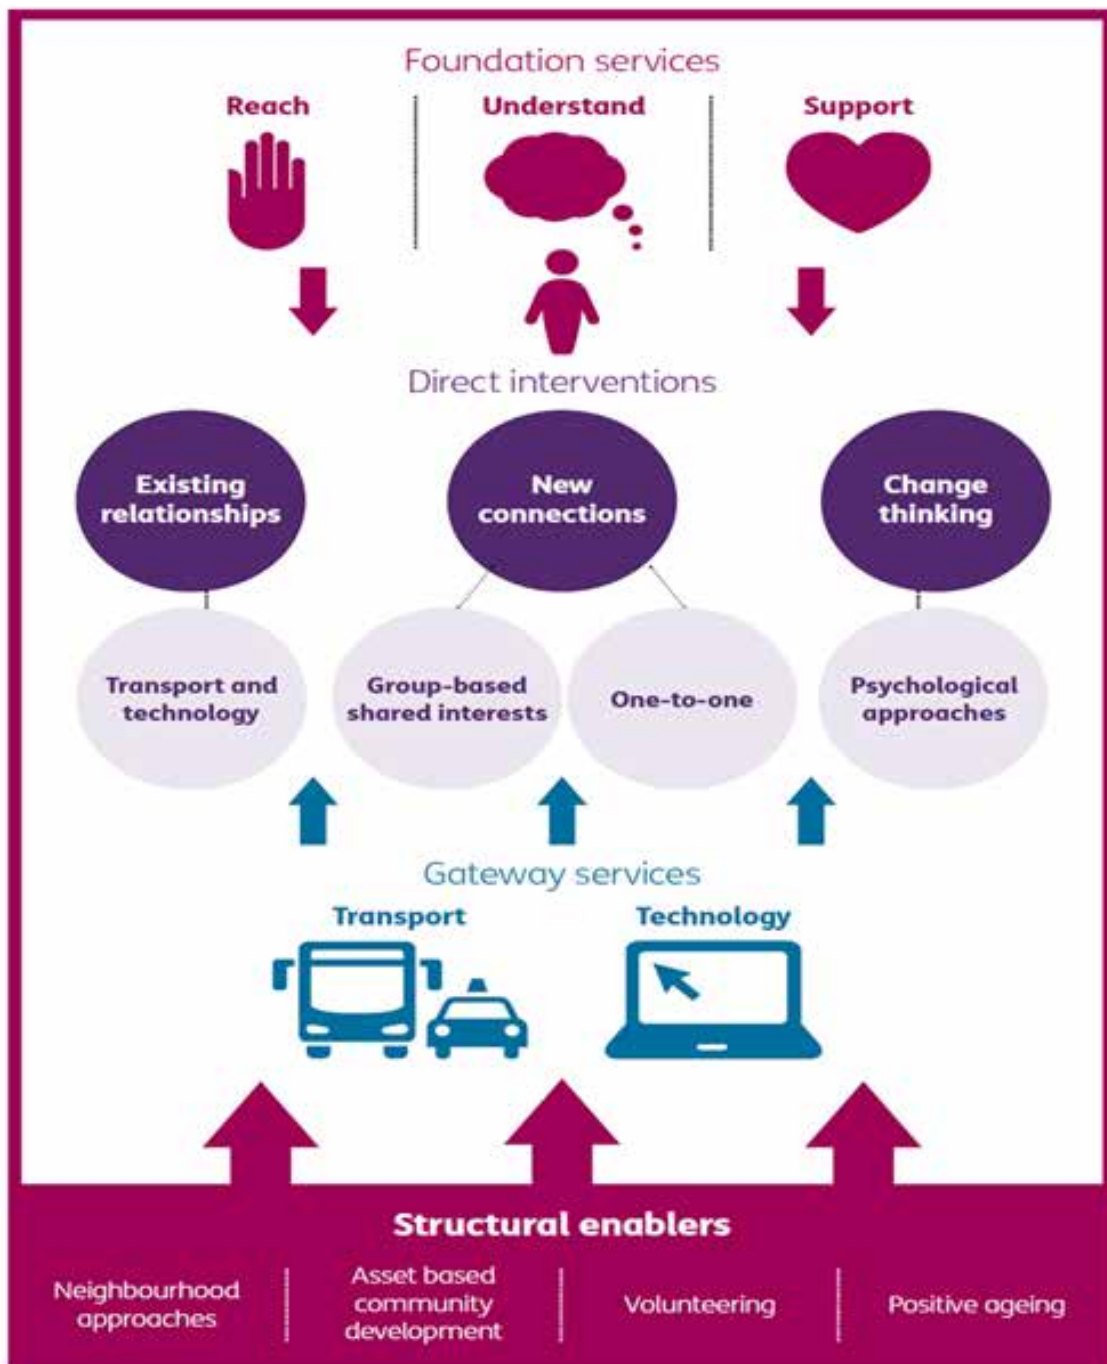 Foundation services
Reach
Understand
Support
Direct interventions
Existing
relationships
New
connections
Change
thinking
Transport and
technology
Group-based
shared interests
One-to-one
Psychological
approaches
Gateway services
Transport
Technology
Structural enablers
Neighbourhood
approaches
Asset based
community
development
Volunteering
Positive ageing